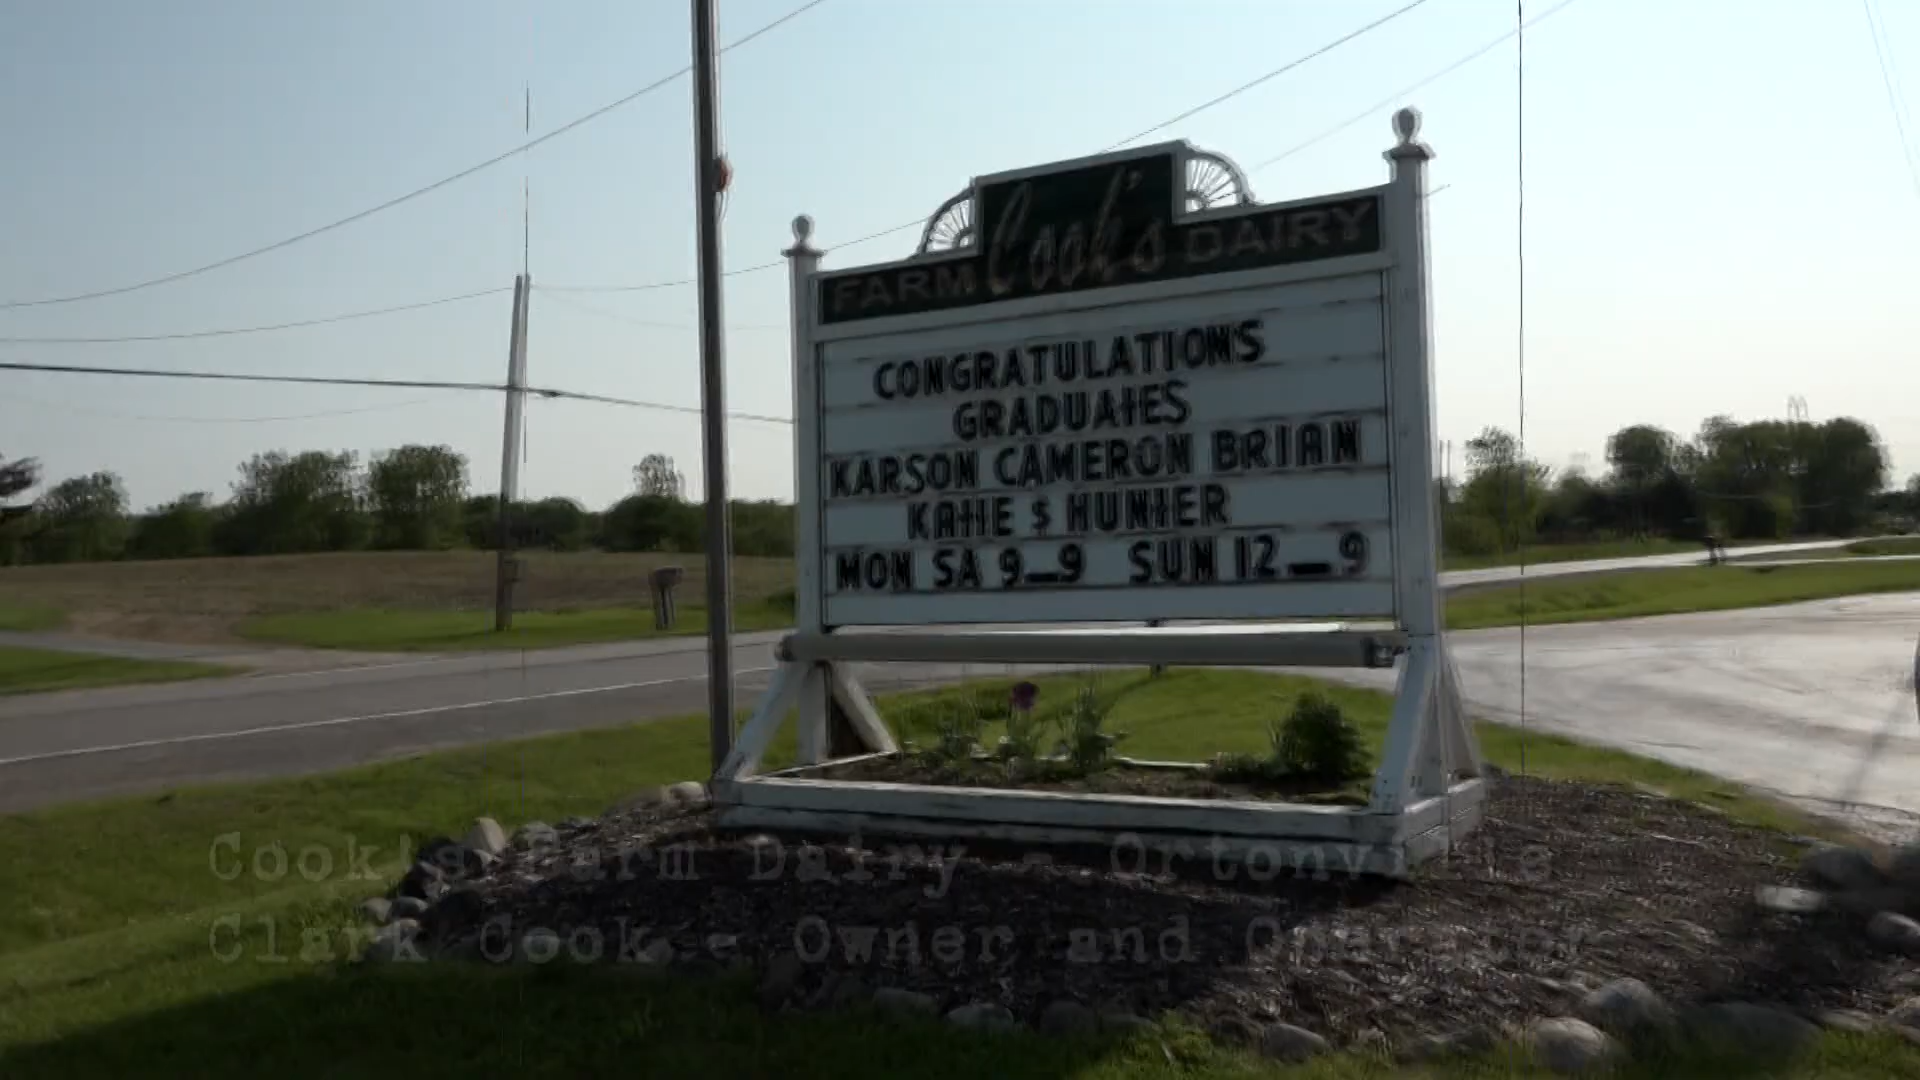 FARM Cook's DAIRY
CONGRATULATIONS
GRADUATES
KARSON CAMERON BRIAN
KATIE $ HUNTER
MON SA 9-9 SUN 12-9
Cook's Farm Dairy - Ortonville
Clark Cook - Owner and Operator